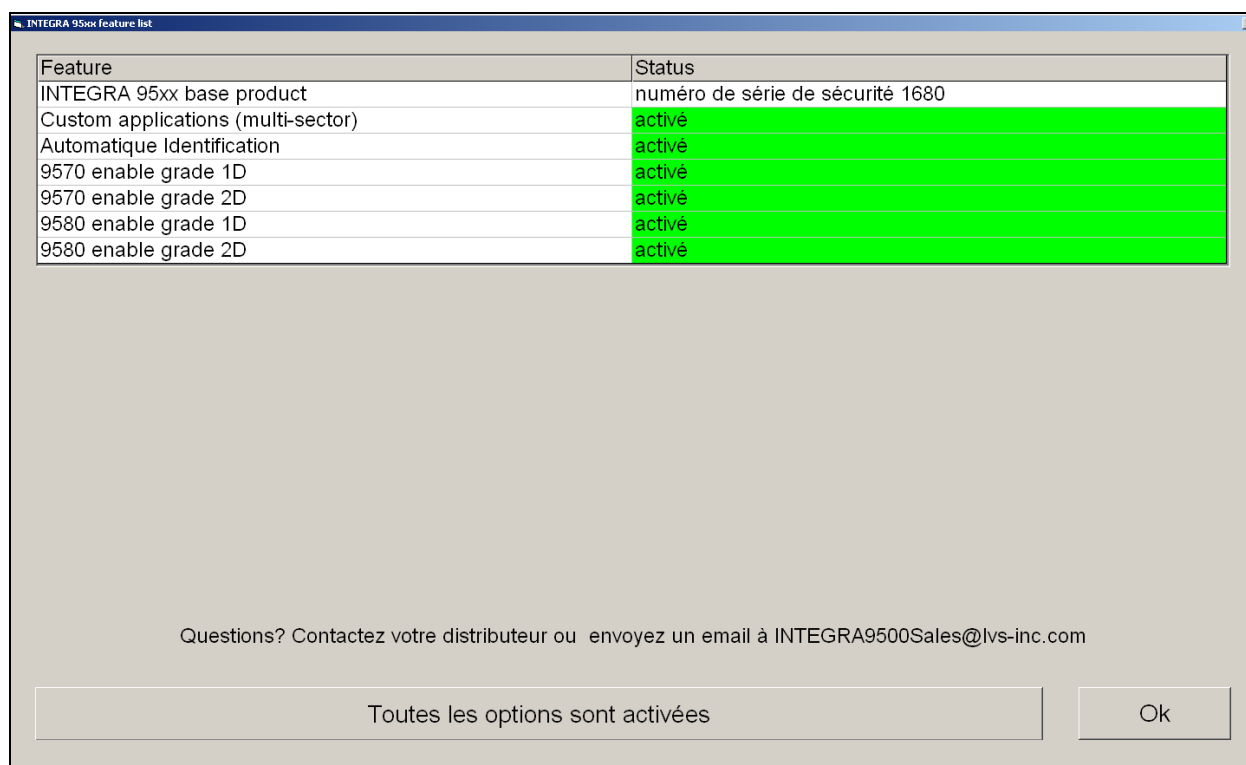 INTEGRA 95xx feature list
Feature Status
INTEGRA 95xx base product numéro de série de sécurité 1680
Custom applications (multi-sector) activé
Automatique Identification activé
9570 enable grade 1D activé
9570 enable grade 2D activé
9580 enable grade 1D activé
9580 enable grade 2D activé
Questions? Contactez votre distributeur ou  envoyez un email à INTEGRA9500Sales@lvs-inc.com
Toutes les options sont activées Ok